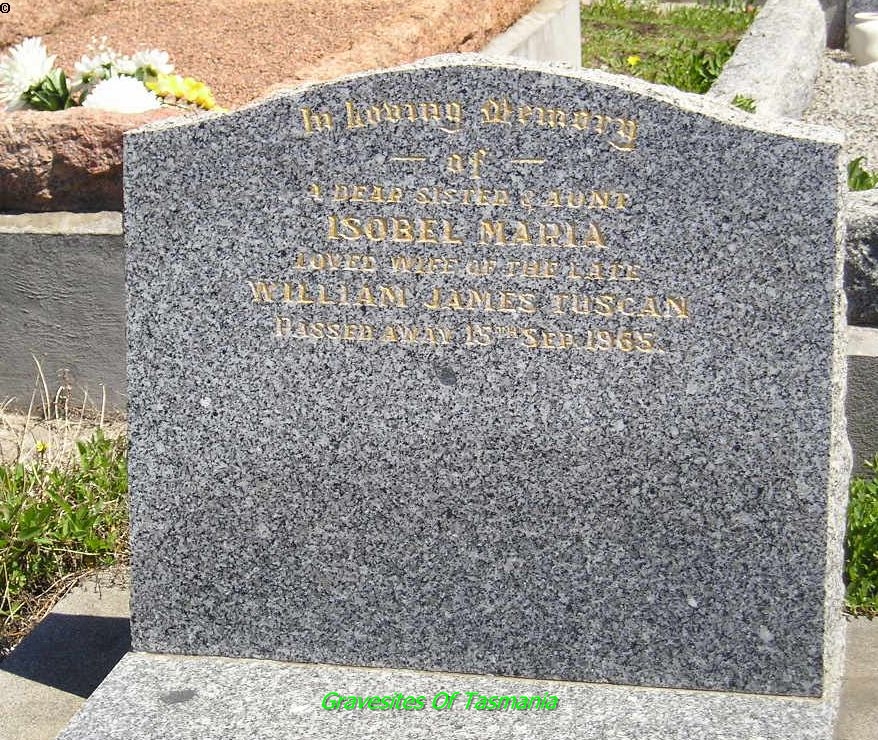 ©
In Loving Memory
— of —
A DEAR SISTER & AUNT
ISOBEL MARIA
LOVED WIFE OF THE LATE
WILLIAM JAMES TUSCAN
PASSED AWAY 15TH SEP. 1965.
Gravesites Of Tasmania